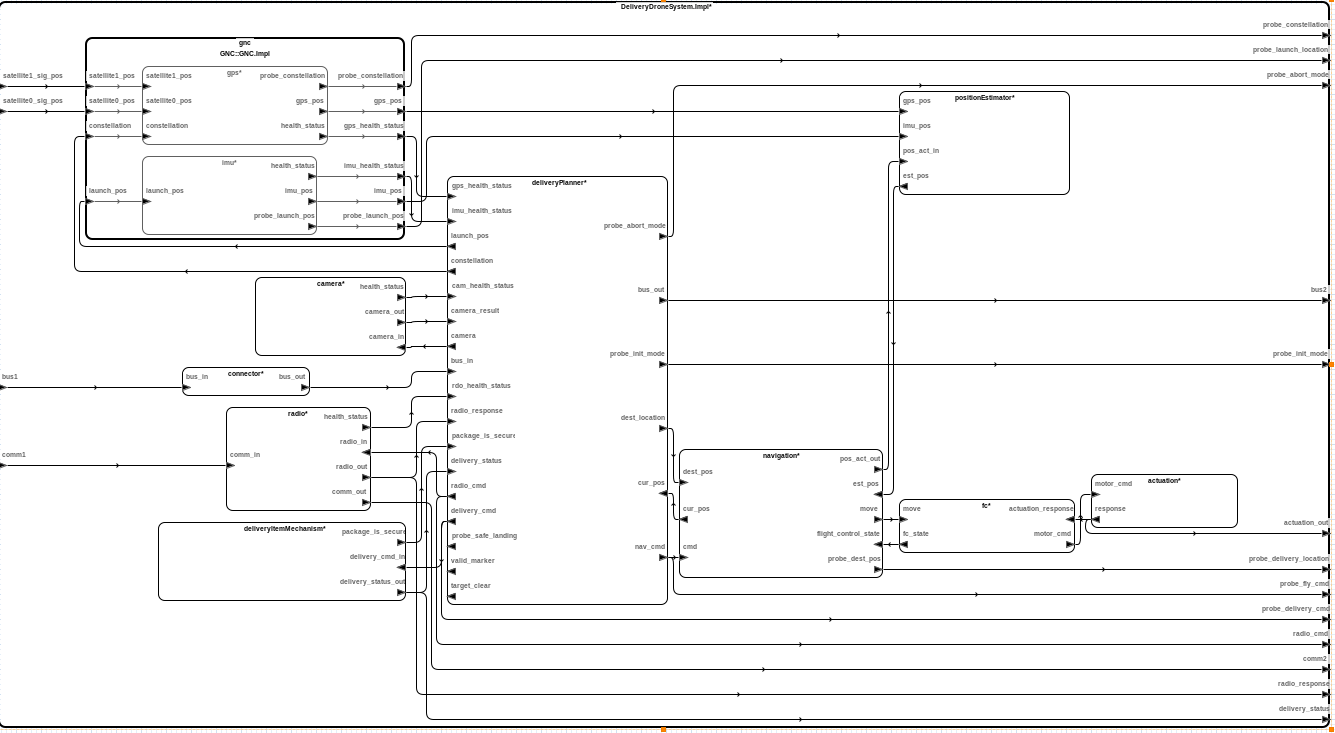 DeliveryDroneSystem.Impl*
probe_constellation
probe_launch_location
probe_abort_mode
gnc
GNC::GNC.Impl
satellite1_sig_pos
satellite1_pos
satellite1_pos
gps*
probe_constellation
probe_constellation
satellite0_sig_pos
satellite0_pos
satellite0_pos
gps_pos
gps_pos
constellation
constellation
health_status
gps_health_status
imu*
health_status
imu_health_status
launch_pos
launch_pos
imu_pos
imu_pos
probe_launch_pos
probe_launch_pos
positionEstimator*
gps_pos
imu_pos
pos_act_in
est_pos
deliveryPlanner*
gps_health_status
imu_health_status
launch_pos
constellation
cam_health_status
camera_result
camera
bus_in
rdo_health_status
radio_response
package_is_secure
delivery_status
radio_cmd
delivery_cmd
probe_safe_landing
valid_marker
target_clear
probe_abort_mode
bus_out
probe_init_mode
dest_location
cur_pos
nav_cmd
camera*
health_status
camera_out
camera_in
bus1
bus_in
connector*
bus_out
radio*
health_status
radio_in
comm1
comm_in
radio_out
comm_out
deliveryItemMechanism*
package_is_secure
delivery_cmd_in
delivery_status_out
navigation*
dest_pos
cur_pos
cmd
pos_act_out
est_pos
move
flight_control_state
probe_dest_pos
fc*
move
fc_state
actuation_response
motor_cmd
actuation*
motor_cmd
response
bus2
probe_init_mode
actuation_out
probe_delivery_location
probe_fly_cmd
probe_delivery_cmd
radio_cmd
comm2
radio_response
delivery_status